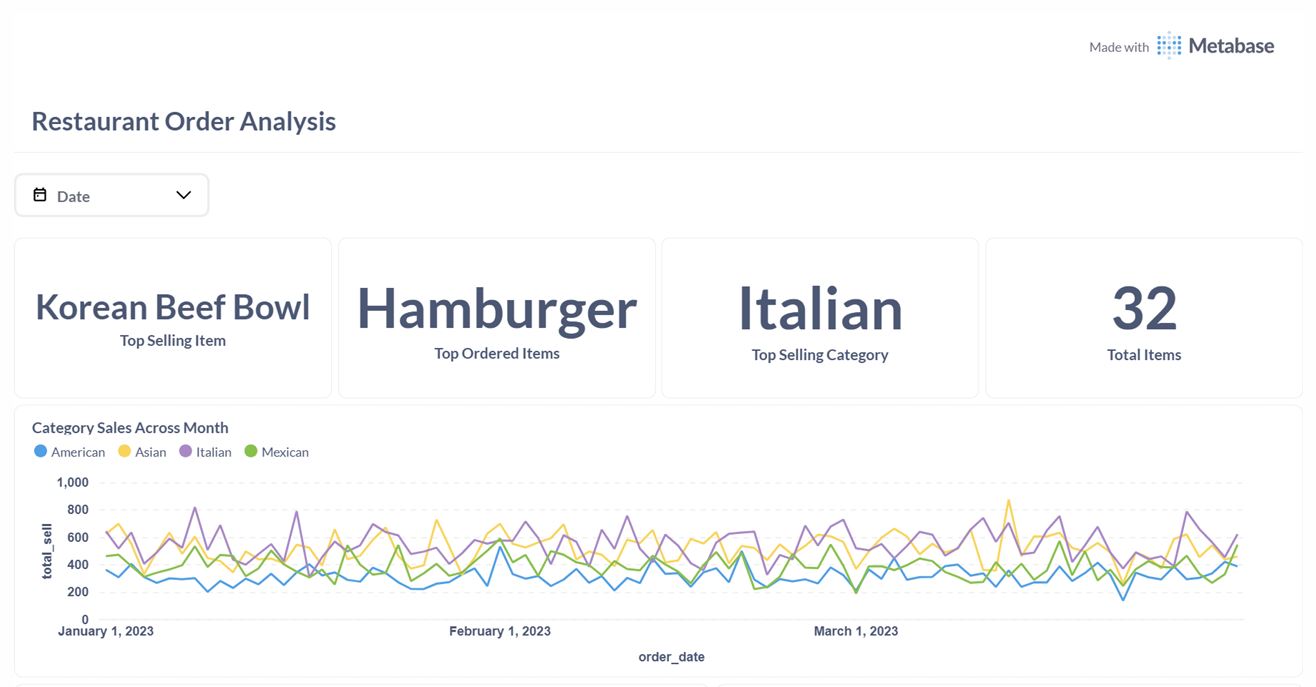 Made with Metabase
Restaurant Order Analysis
Date
Korean Beef Bowl
Top Selling Item
Hamburger
Top Ordered Items
Italian
Top Selling Category
32
Total Items
Category Sales Across Month
American Asian Italian Mexican
1,000
800
600
400
200
0
total_sell
January 1, 2023 February 1, 2023 March 1, 2023
order_date